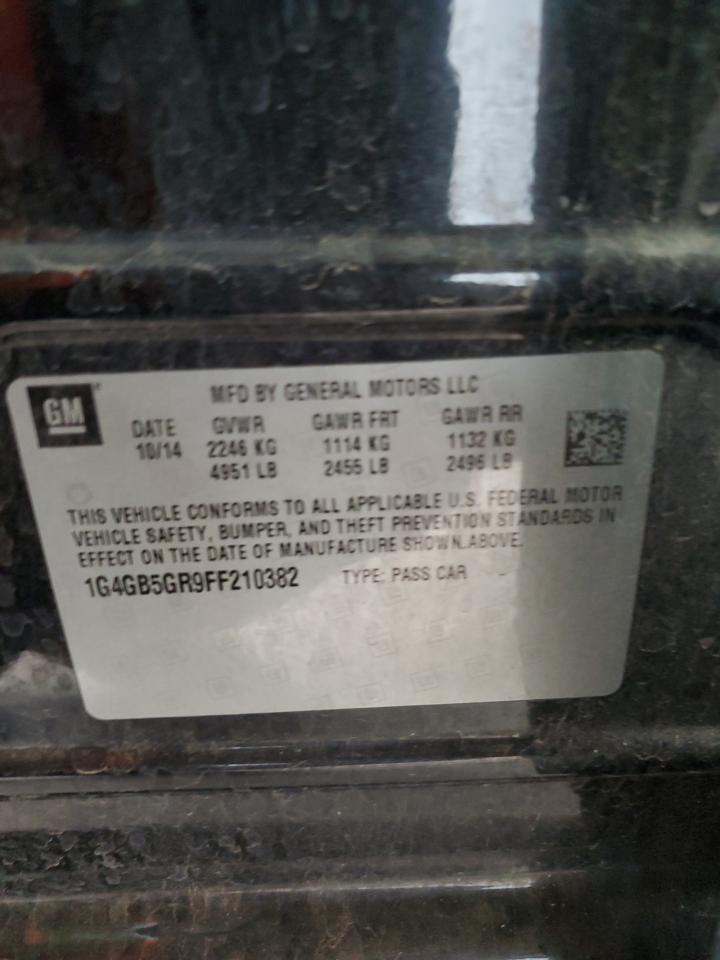 GM
MFD BY GENERAL MOTORS LLC
DATE GVWR GAWR FRT GAWR RR
10/14 2246 KG 1114 KG 1132 KG
4951 LB 2455 LB 2496 LB
THIS VEHICLE CONFORMS TO ALL APPLICABLE U.S. FEDERAL MOTOR
VEHICLE SAFETY, BUMPER, AND THEFT PREVENTION STANDARDS IN
EFFECT ON THE DATE OF MANUFACTURE SHOWN ABOVE.
1G4GB5GR9FF210382 TYPE: PASS CAR